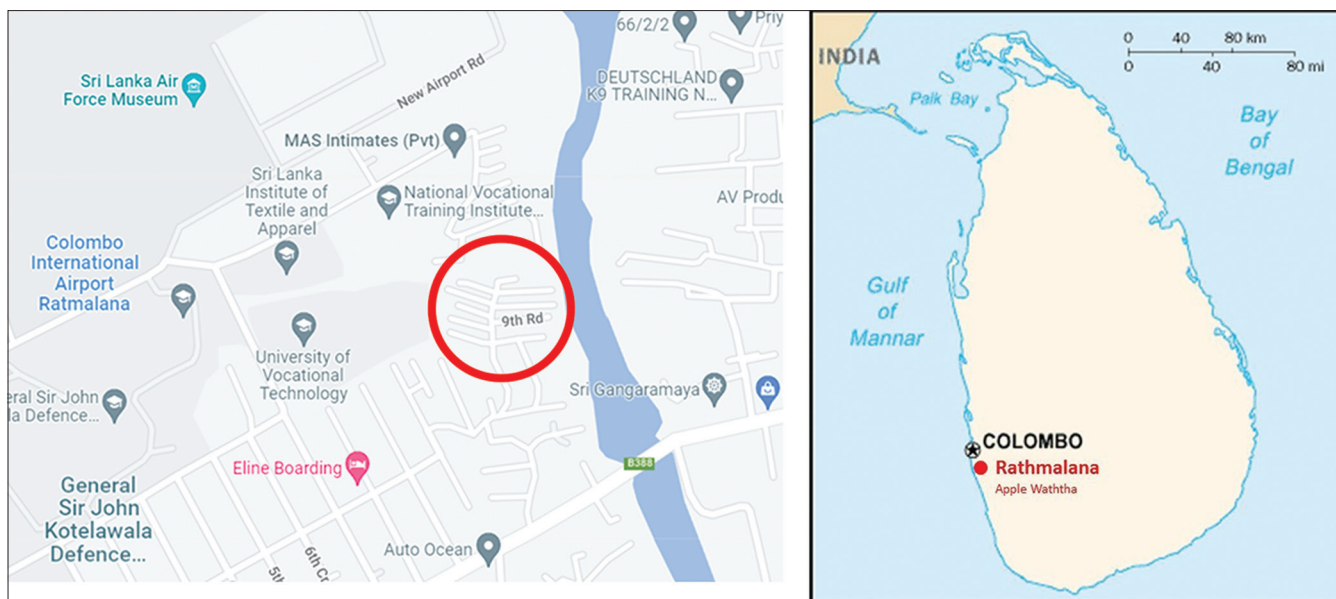 66/2/2
Priy
Sri Lanka Air
Force Museum
New Airport Rd
DEUTSCHLAND
K9 TRAINING N...
MAS Intimates (Pvt)
Sri Lanka
Institute of
Textile and
Apparel
National Vocational
Training Institute...
AV Produ
Colombo
International
Airport
Ratmalana
9th Rd
University of
Vocational
Technology
eral Sir John
la Defence...
Sri Gangaramaya
B388
Eline Boarding
General
Sir John
Kotelawala
Defence...
Auto Ocean
5th
6th Cr
INDIA
0 40 80 km
0 40 80 mi
Palk Bay
Bay
of
Bengal
Gulf
of
Mannar
COLOMBO
Rathmalana
Apple Waththa